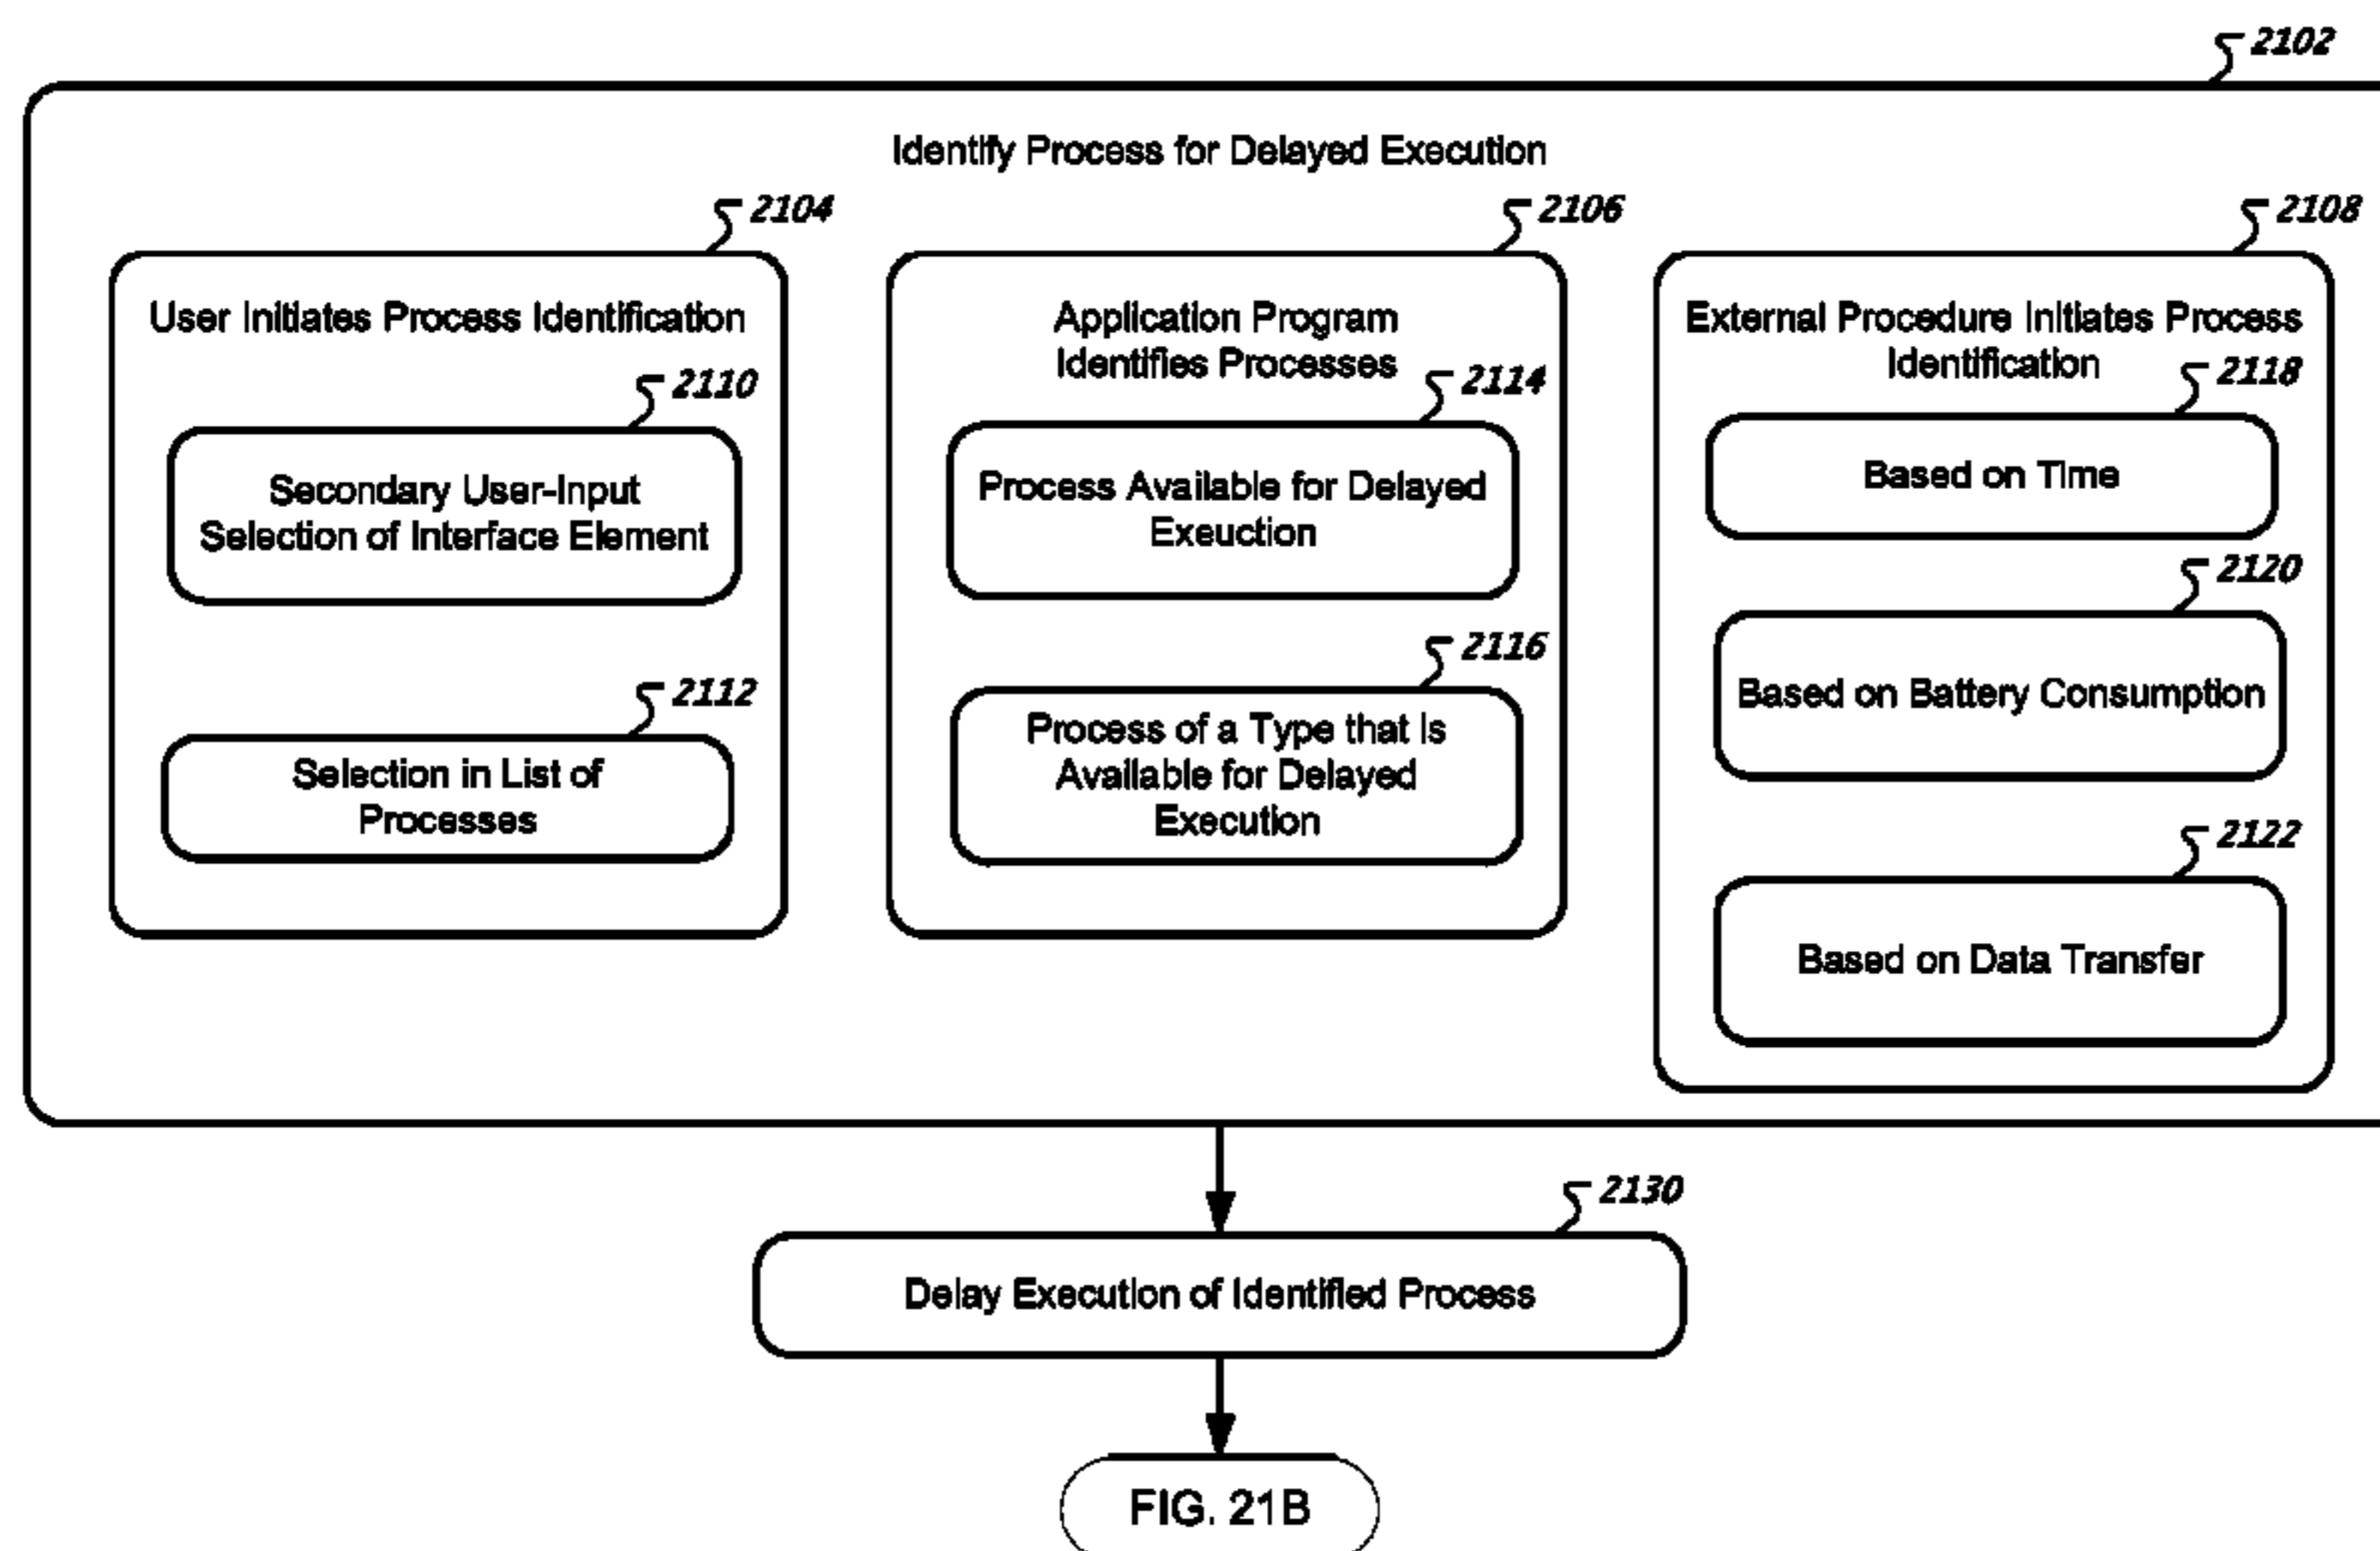 2102
Identify Process for Delayed Execution
2104
User Initiates Process Identification
2110
Secondary User-Input
Selection of Interface Element
2112
Selection in List of
Processes
2106
Application Program
Identifies Processes
2114
Process Available for Delayed
Exeuction
2116
Process of a Type that is
Available for Delayed
Execution
2108
External Procedure Initiates Process
Identification
2118
Based on Time
2120
Based on Battery Consumption
2122
Based on Data Transfer
2130
Delay Execution of Identified Process
FIG. 21B